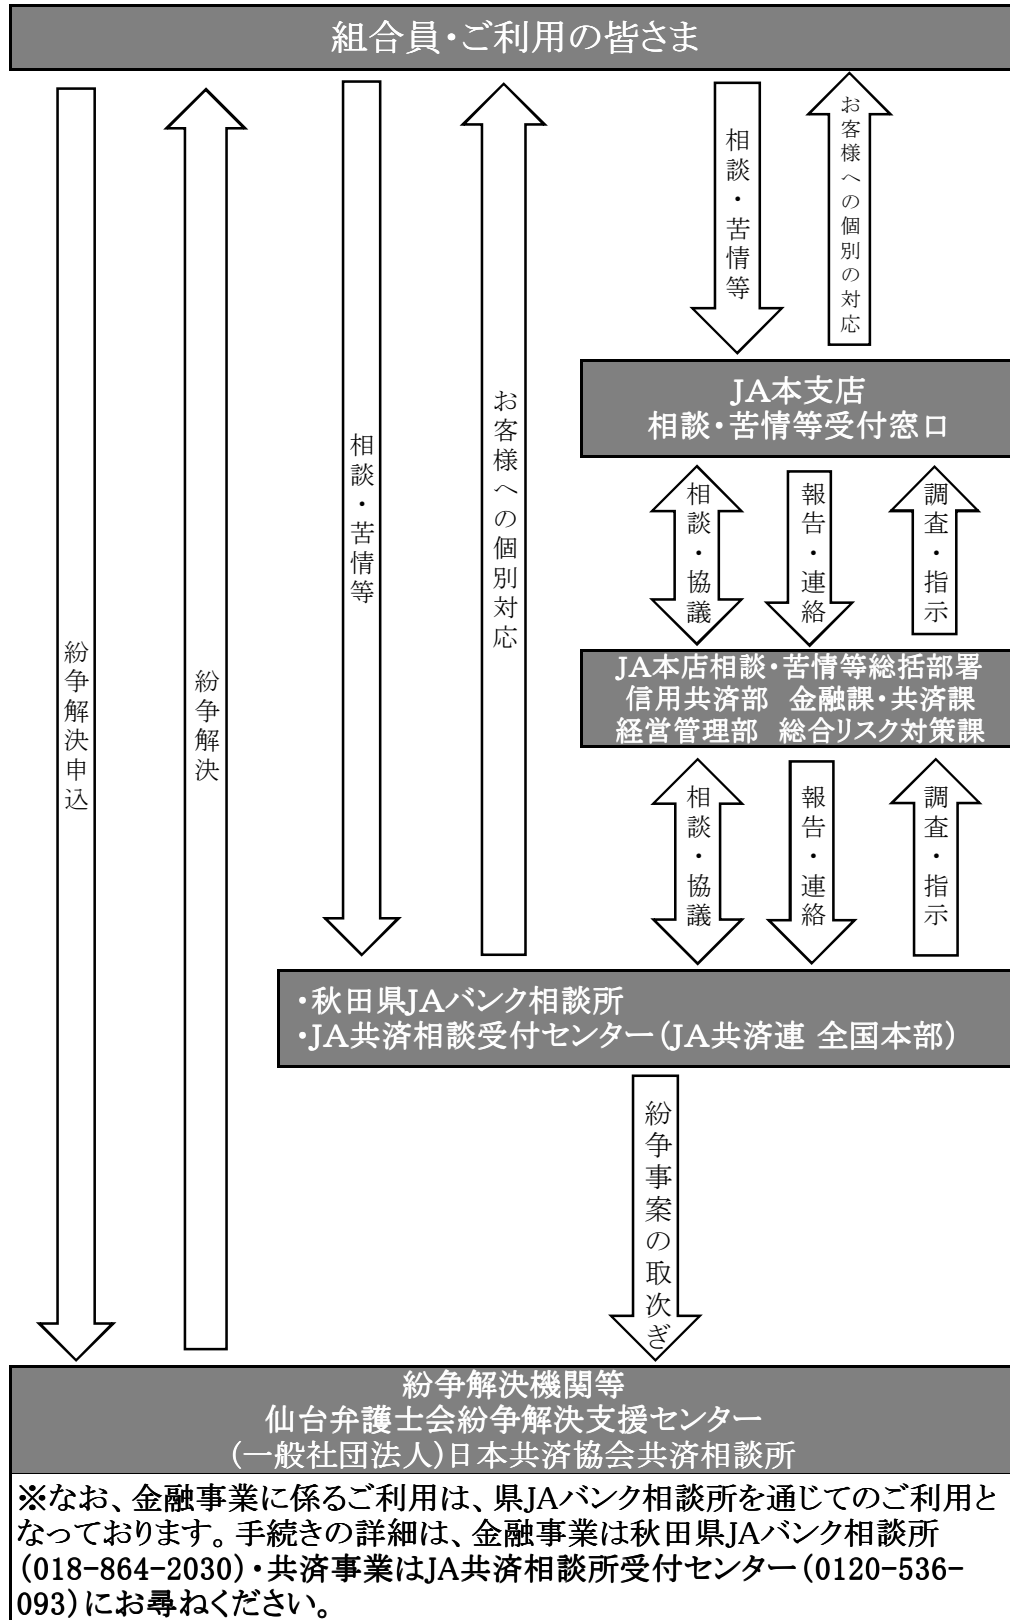 組合員・ご利用の皆さま
紛争解決申込
紛争解決
相談・苦情等
お客様への個別対応
相談・苦情等
お客様への個別の対応
JA本支店
相談・苦情等受付窓口
相談・協議
報告・連絡
調査・指示
JA本店相談・苦情等総括部署
信用共済部　金融課・共済課
経営管理部　総合リスク対策課
相談・協議
報告・連絡
調査・指示
・秋田県JAバンク相談所
・JA共済相談受付センター（JA共済連 全国本部）
紛争事案の取次ぎ
紛争解決機関等
仙台弁護士会紛争解決支援センター
(一般社団法人)日本共済協会共済相談所
※なお、金融事業に係るご利用は、県JAバンク相談所を通じてのご利用と
なっております。手続きの詳細は、金融事業は秋田県JAバンク相談所
（018-864-2030）・共済事業はJA共済相談所受付センター（0120-536-
093）にお尋ねください。